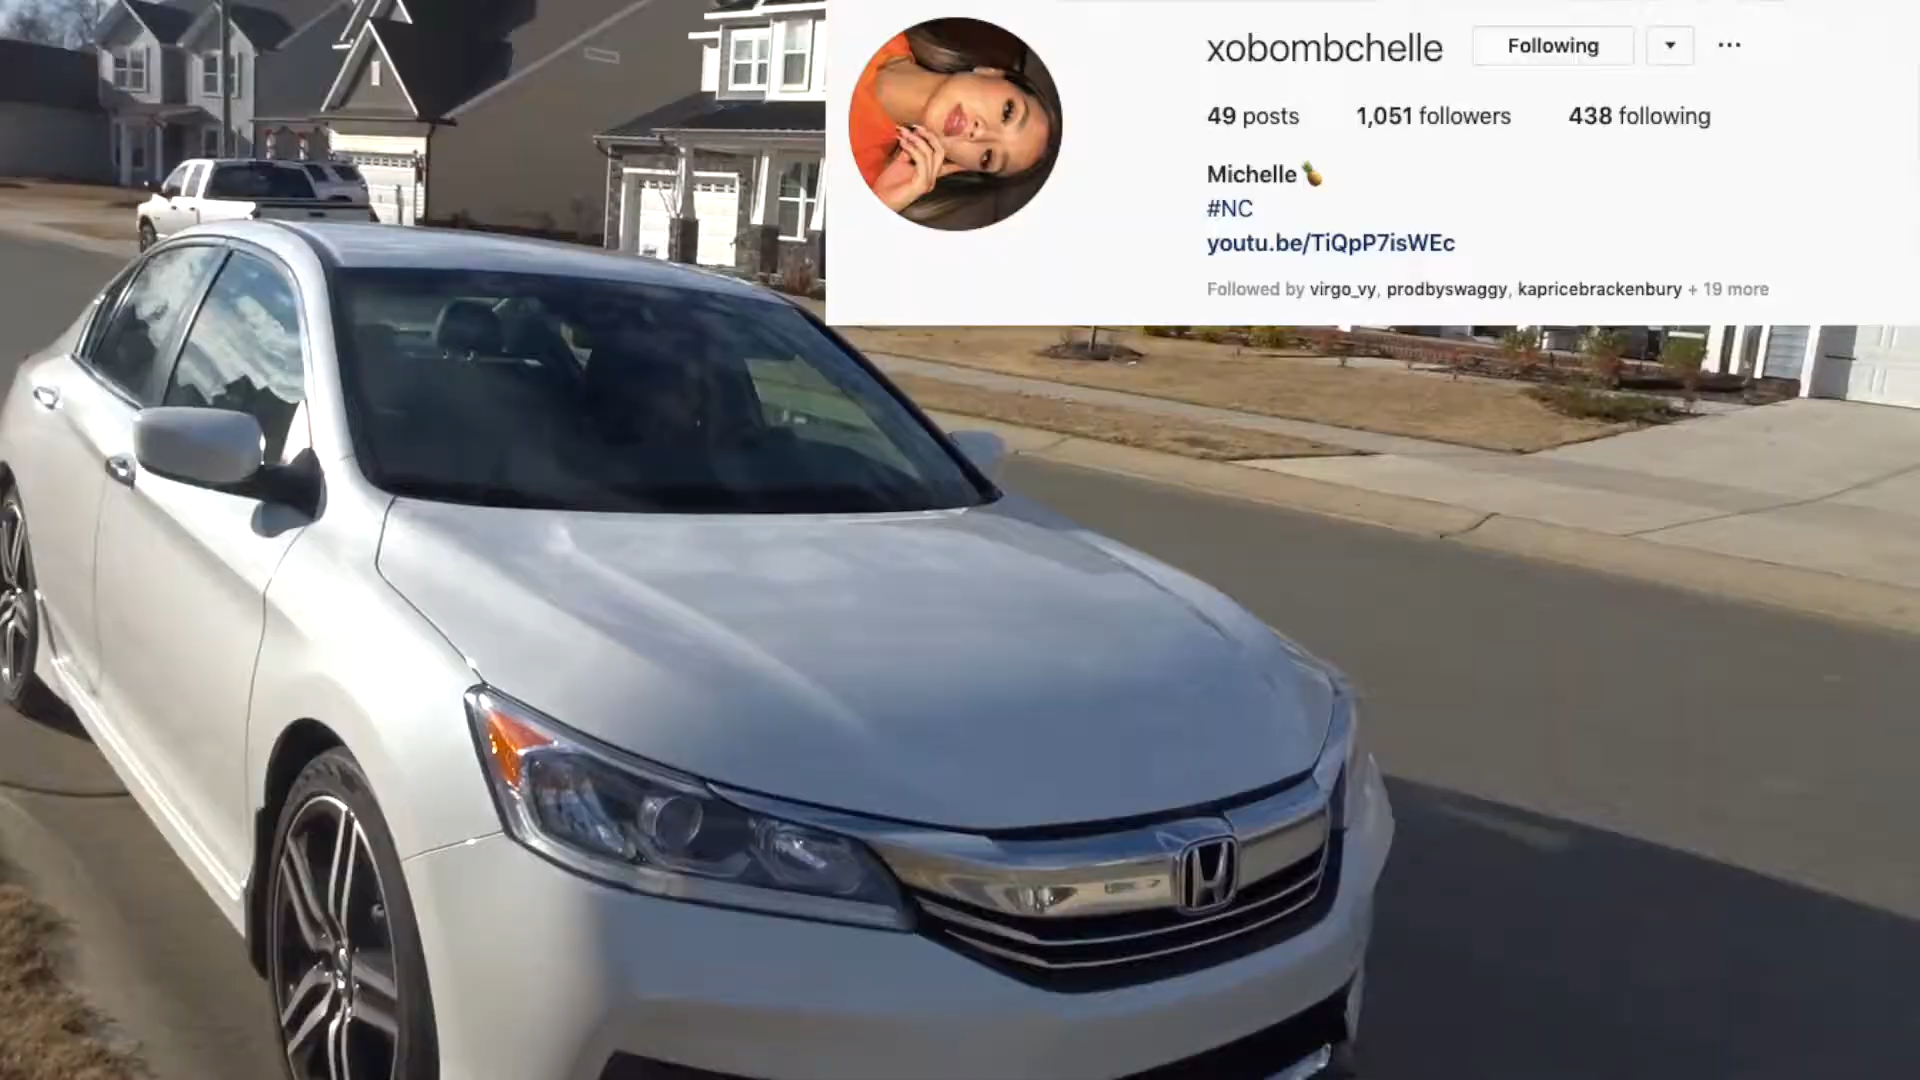 xobombchelle Following
49 posts 1,051 followers 438 following
Michelle🍍
#NC
youtu.be/TiQpP7isWEc
Followed by virgo_vy, prodbyswaggy, kapricebrackenbury + 19 more